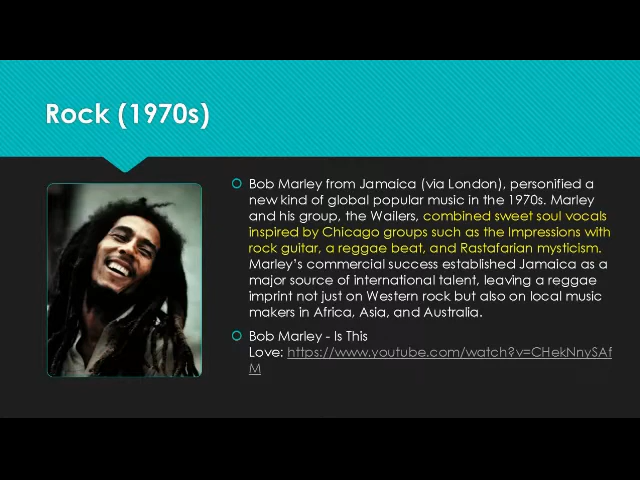 Rock (1970s)
Bob Marley from Jamaica (via London), personified a
new kind of global popular music in the 1970s. Marley
and his group, the Wailers, combined sweet soul vocals
inspired by Chicago groups such as the Impressions with
rock guitar, a reggae beat, and Rastafarian mysticism.
Marley’s commercial success established Jamaica as a
major source of international talent, leaving a reggae
imprint not just on Western rock but also on local music
makers in Africa, Asia, and Australia.
Bob Marley - Is This
Love: https://www.youtube.com/watch?v=CHekNnySAf
M